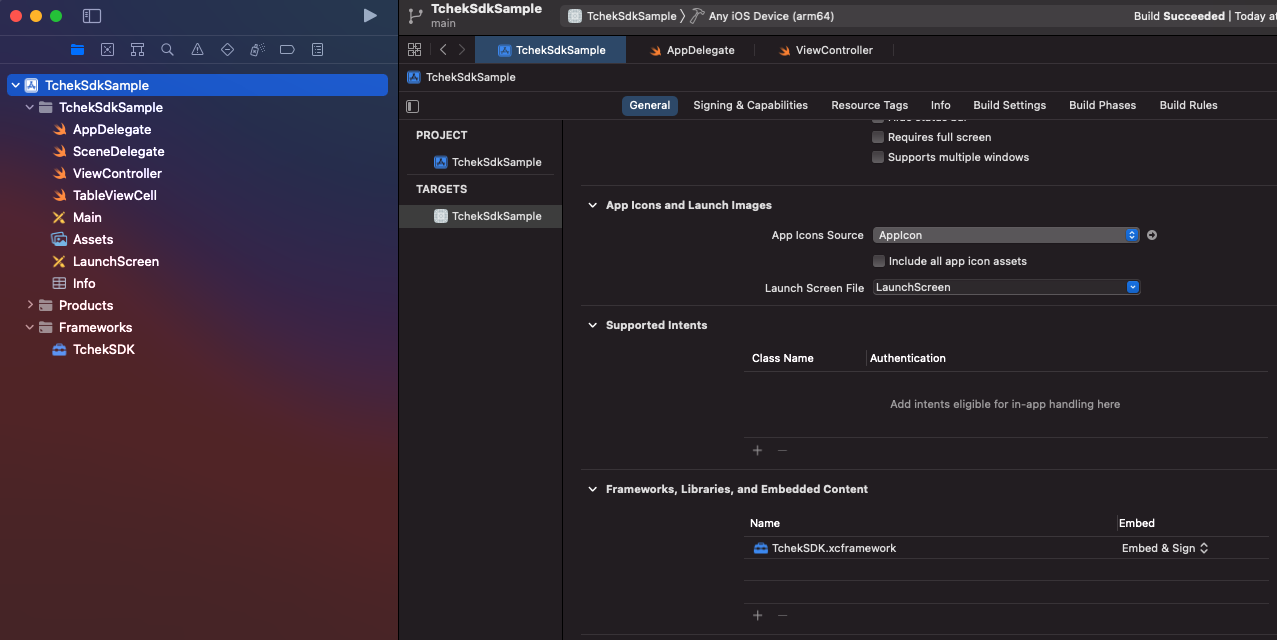 TchekSdkSample
main
TchekSdkSample 〉 Any iOS Device (arm64)
Build Succeeded | Today at
TchekSdkSample
AppDelegate
ViewController
TchekSdkSample
General
Signing & Capabilities
Resource Tags
Info
Build Settings
Build Phases
Build Rules
TchekSdkSample
TchekSdkSample
AppDelegate
SceneDelegate
ViewController
TableViewCell
Main
Assets
LaunchScreen
Info
Products
Frameworks
TchekSDK
PROJECT
TchekSdkSample
TARGETS
TchekSdkSample
Hide status bar
Requires full screen
Supports multiple windows
App Icons and Launch Images
App Icons Source AppIcon
Include all app icon assets
Launch Screen File LaunchScreen
Supported Intents
Class Name Authentication
Add intents eligible for in-app handling here
Frameworks, Libraries, and Embedded Content
Name Embed
TchekSDK.xcframework Embed & Sign